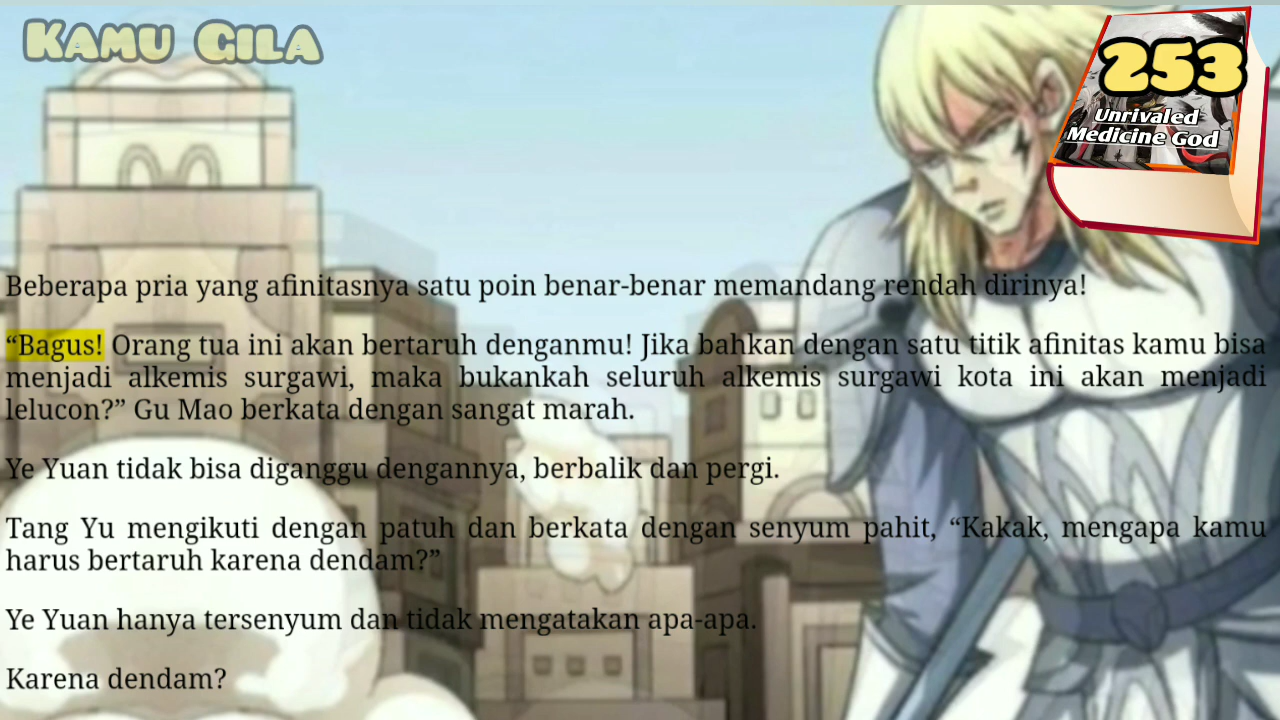 Kamu Gila
253
Unrivaled
Medicine God
Beberapa pria yang afinitasnya satu poin benar-benar memandang rendah dirinya!
“Bagus! Orang tua ini akan bertaruh denganmu! Jika bahkan dengan satu titik afinitas kamu bisa
menjadi alkemis surgawi, maka bukankah seluruh alkemis surgawi kota ini akan menjadi
lelucon?” Gu Mao berkata dengan sangat marah.
Ye Yuan tidak bisa diganggu dengannya, berbalik dan pergi.
Tang Yu mengikuti dengan patuh dan berkata dengan senyum pahit, “Kakak, mengapa kamu
harus bertaruh karena dendam?”
Ye Yuan hanya tersenyum dan tidak mengatakan apa-apa.
Karena dendam?